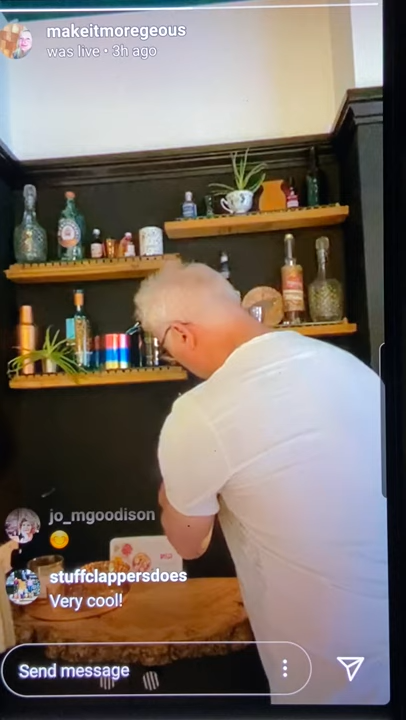 makeitmoregeous
was live • 3h ago
jo_mgoodison
😊
stuffclappersdoes
Very cool!
Send message